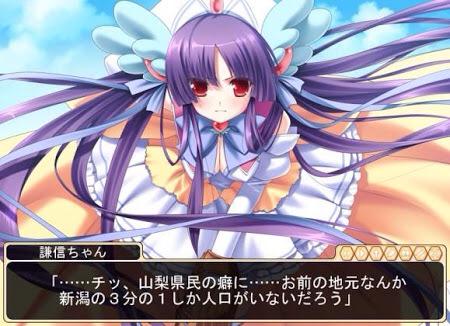 謙信ちゃん
「……チッ、山梨県民の癖に……お前の地元なんか
新潟の３分の１しか人口がいないだろう」